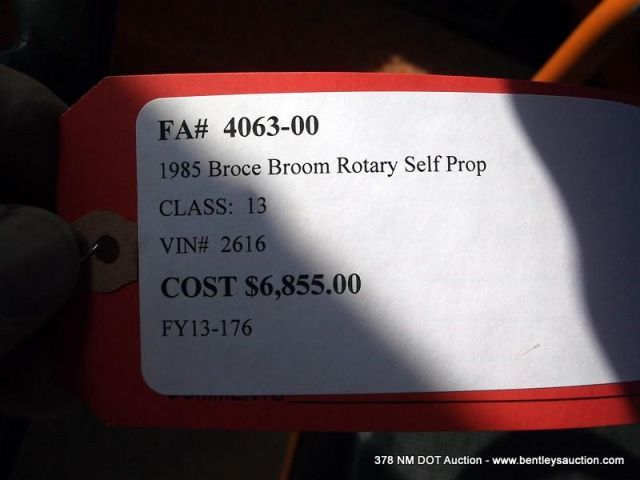 FA# 4063-00
1985 Broce Broom Rotary Self Prop
CLASS: 13
VIN# 2616
COST $6,855.00
FY13-176
COMMENTS
378 NM DOT Auction - www.bentleysauction.com